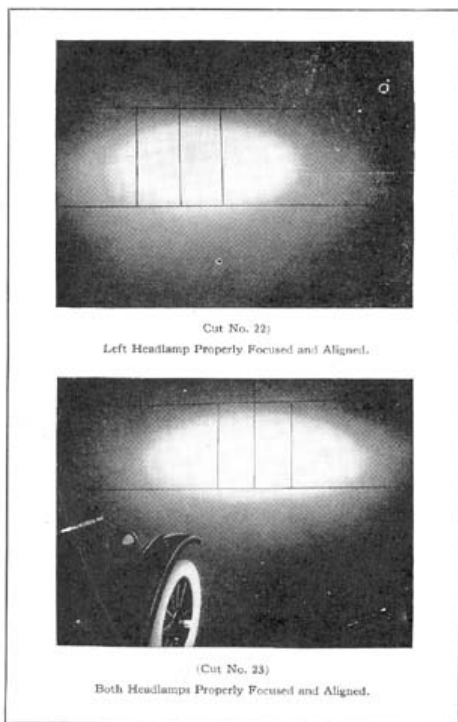 Cut No. 22)
Left Headlamp Properly Focused and Aligned.
(Cut No. 23)
Both Headlamps Properly Focused and Aligned.